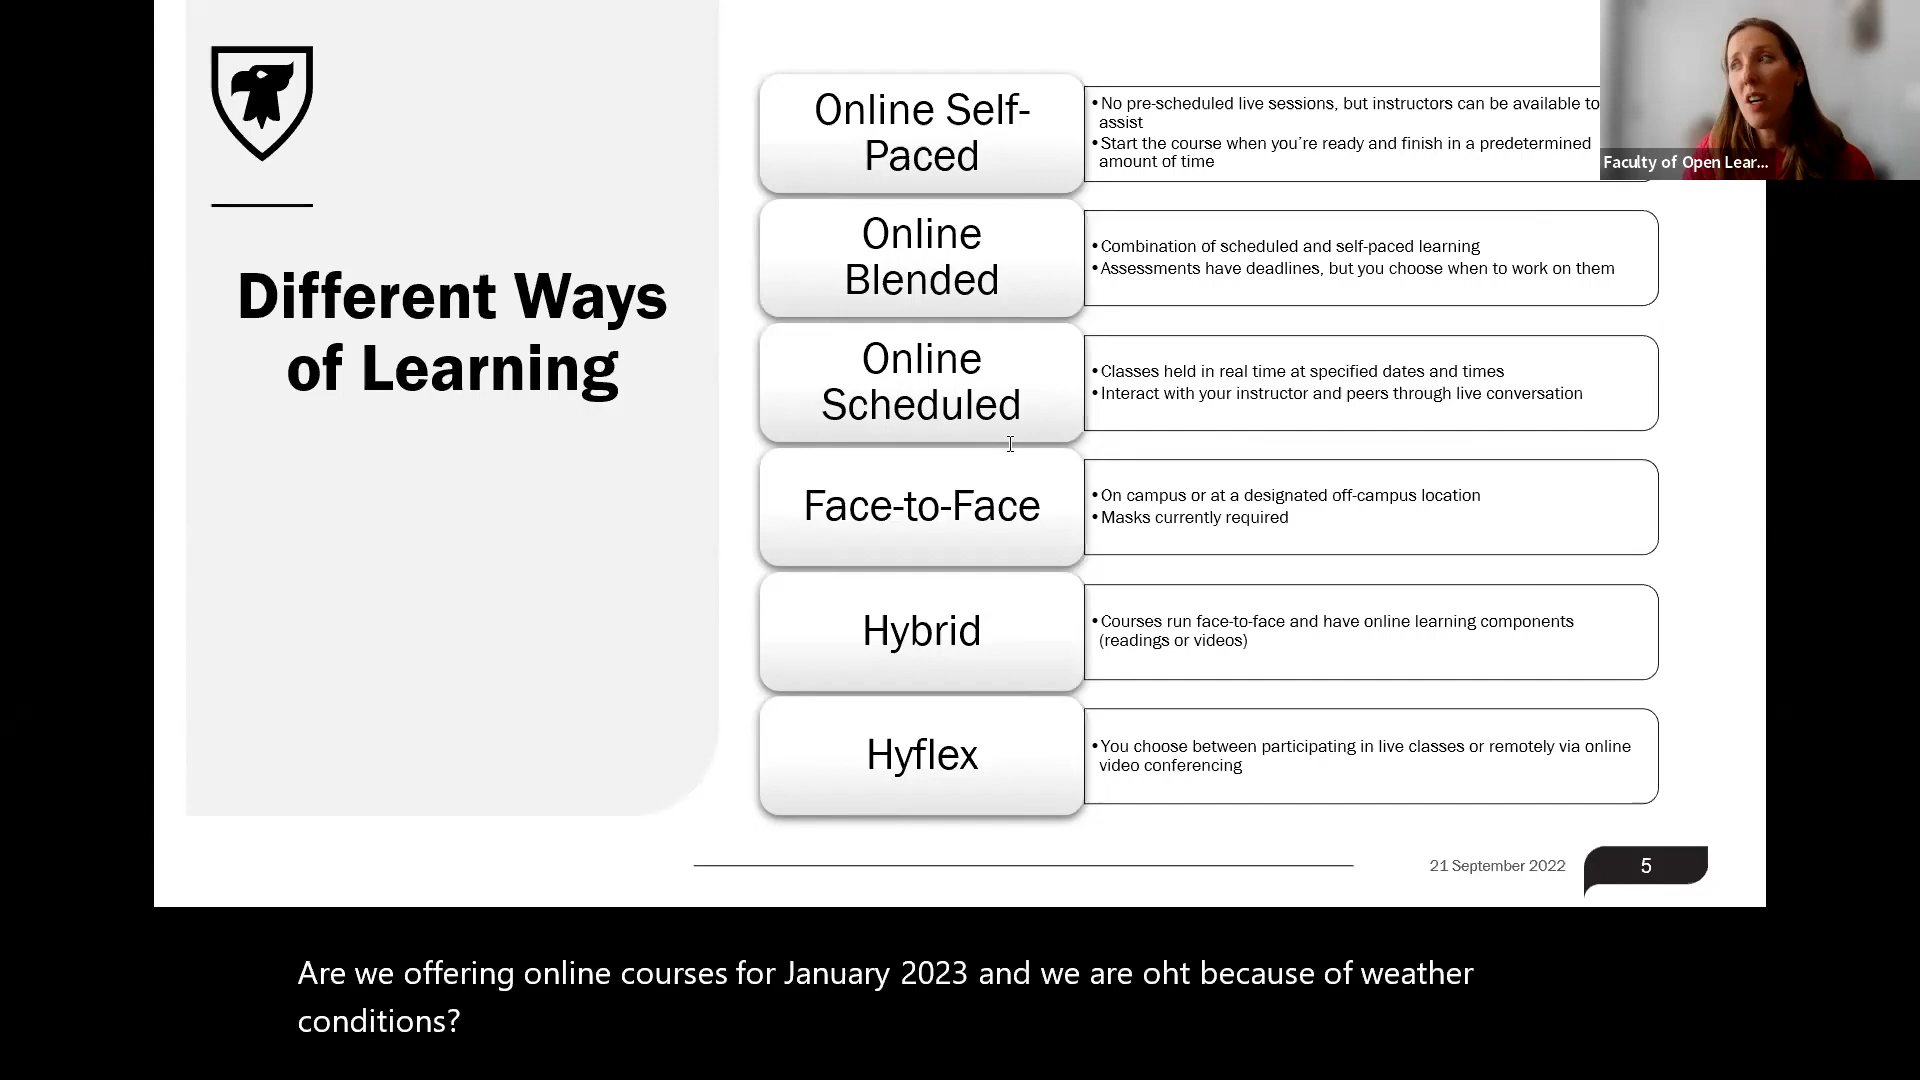 Different Ways
of Learning
Online Self-
Paced
•No pre-scheduled live sessions, but instructors can be available to
assist
•Start the course when you’re ready and finish in a predetermined
amount of time
Online
Blended
•Combination of scheduled and self-paced learning
•Assessments have deadlines, but you choose when to work on them
Online
Scheduled
•Classes held in real time at specified dates and times
•Interact with your instructor and peers through live conversation
Face-to-Face
•On campus or at a designated off-campus location
•Masks currently required
Hybrid
•Courses run face-to-face and have online learning components
(readings or videos)
Hyflex
•You choose between participating in live classes or remotely via online
video conferencing
21 September 2022
5
Faculty of Open Lear...
Are we offering online courses for January 2023 and we are oht because of weather
conditions?